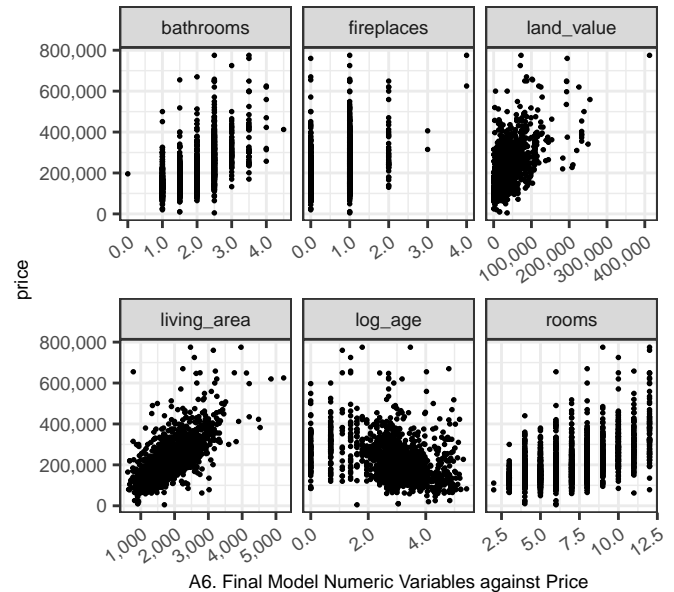 bathrooms fireplaces land_value
800,000
600,000
400,000
200,000
0
0.0 1.0 2.0 3.0 4.0 0.0 1.0 2.0 3.0 4.0 0 100,000 200,000 300,000 400,000
price
living_area log_age rooms
800,000
600,000
400,000
200,000
0
1,000 2,000 3,000 4,000 5,000 0.0 2.0 4.0 2.5 5.0 7.5 10.0 12.5
A6. Final Model Numeric Variables against Price